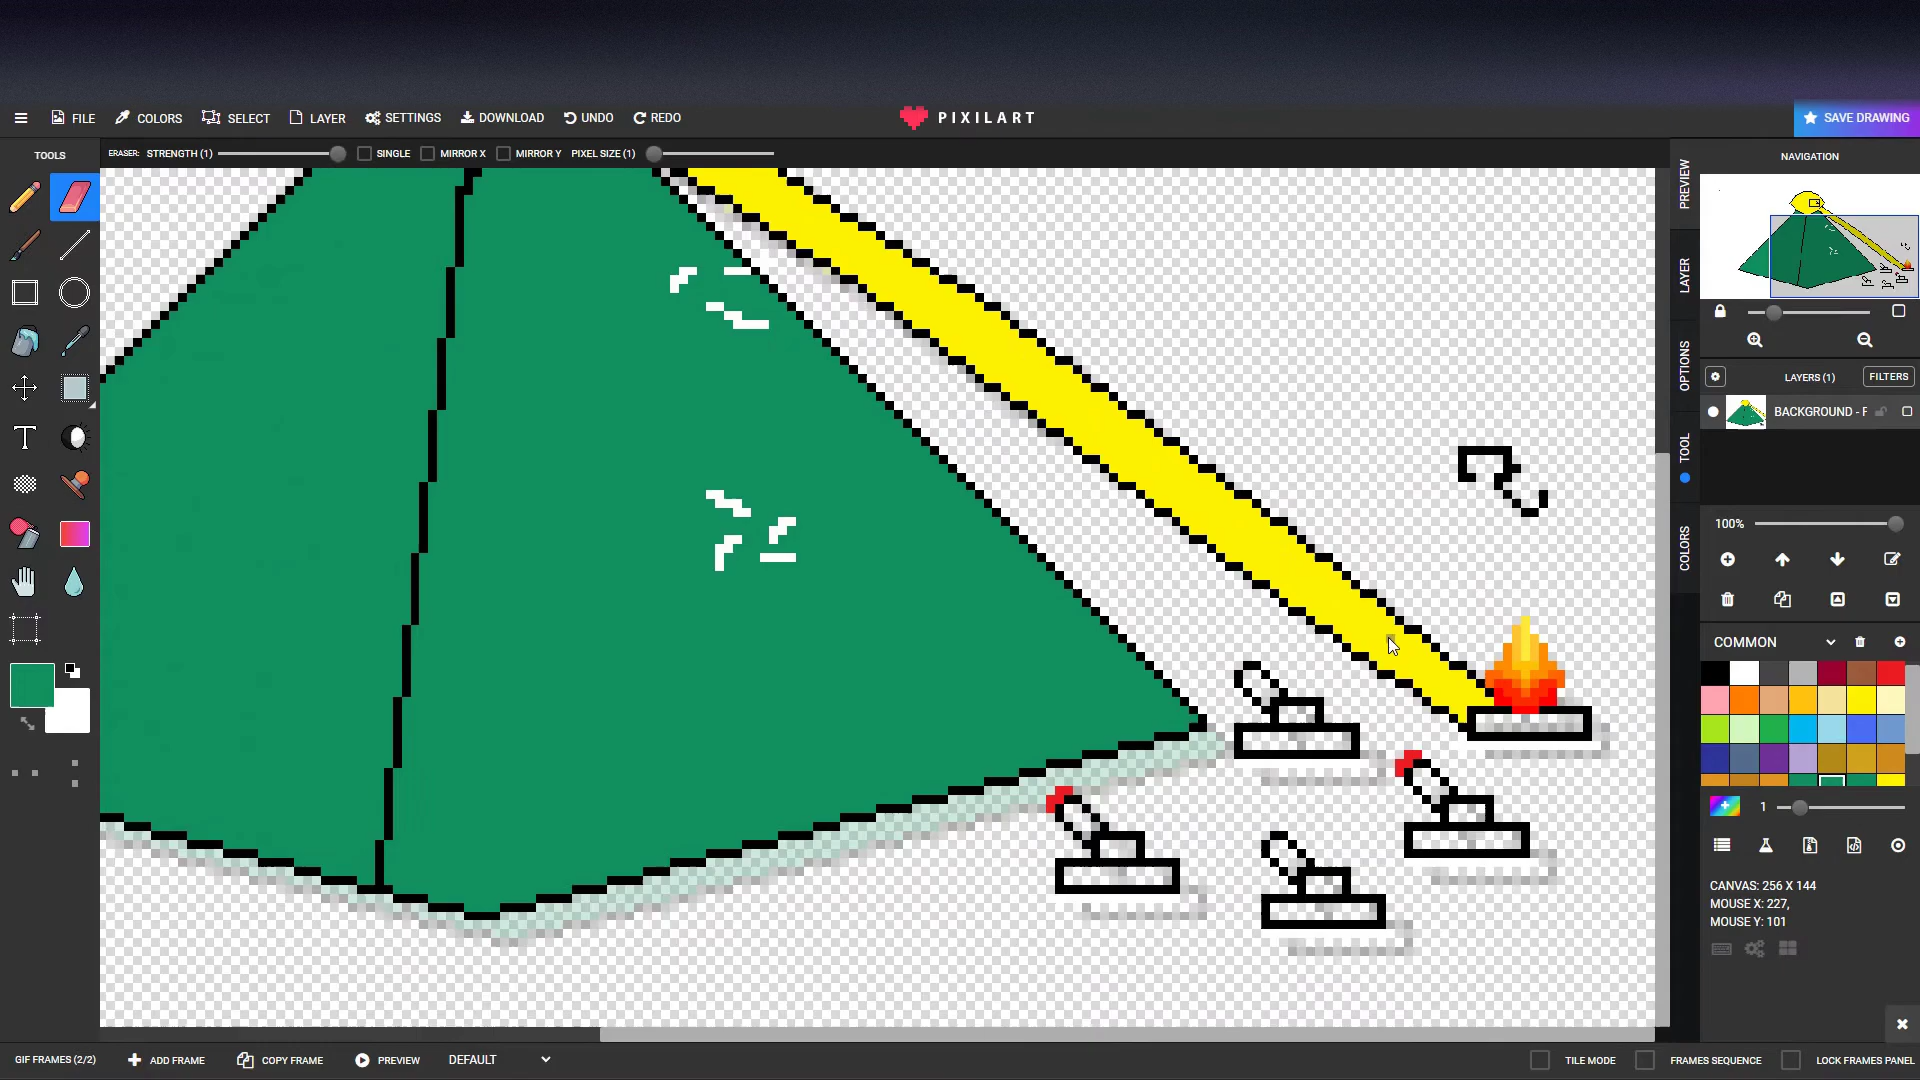 FILE COLORS SELECT LAYER SETTINGS DOWNLOAD UNDO REDO PIXILART SAVE DRAWING
TOOLS ERASER: STRENGTH (1) SINGLE MIRROR X MIRROR Y PIXEL SIZE (1) NAVIGATION
PREVIEW
LAYER
OPTIONS
TOOL
COLORS
LAYERS (1) FILTERS
BACKGROUND - F
100%
COMMON
1
CANVAS: 256 X 144
MOUSE X: 227,
MOUSE Y: 101
GIF FRAMES (2/2) ADD FRAME COPY FRAME PREVIEW DEFAULT TILE MODE FRAMES SEQUENCE LOCK FRAMES PANEL